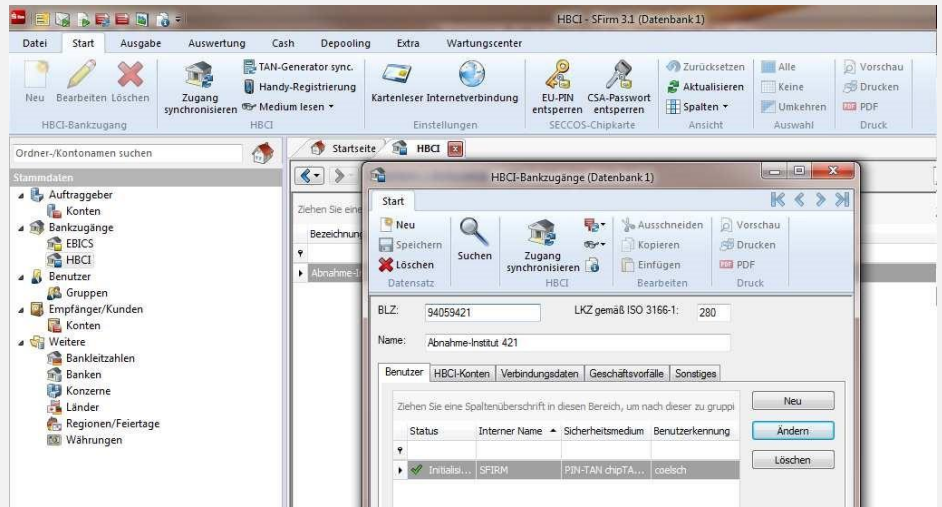 HBCI - SFirm 3.1 (Datenbank 1)
Datei Start Ausgabe Auswertung Cash Depooling Extra Wartungscenter
Neu Bearbeiten Löschen
HBCI-Bankzugang
Zugang synchronisieren
TAN-Generator sync.
Handy-Registrierung
Medium lesen
HBCI
Kartenleser Internetverbindung
Einstellungen
EU-PIN entsperren
CSA-Passwort entsperren
SECCOS-Chipkarte
Zurücksetzen
Aktualisieren
Spalten
Ansicht
Alle
Keine
Umkehren
Auswahl
Vorschau
Drucken
PDF
Druck
Ordner-/Kontonamen suchen
Stammdaten
Auftraggeber
Konten
Bankzugänge
EBICS
HBCI
Benutzer
Gruppen
Empfänger/Kunden
Konten
Weitere
Bankleitzahlen
Banken
Konzerne
Länder
Regionen/Feiertage
Währungen
Startseite HBCI
Ziehen Sie eine
Bezeichnung
Abnahme-I
HBCI-Bankzugänge (Datenbank 1)
Start
Neu
Speichern
Löschen
Datensatz
Suchen
Zugang synchronisieren
HBCI
Ausschneiden
Kopieren
Einfügen
Bearbeiten
Vorschau
Drucken
PDF
Druck
BLZ: 94059421 LKZ gemäß ISO 3166-1: 280
Name: Abnahme-Institut 421
Benutzer HBCI-Konten Verbindungsdaten Geschäftsvorfälle Sonstiges
Ziehen Sie eine Spaltenüberschrift in diesen Bereich, um nach dieser zu gruppi
Status Interner Name Sicherheitsmedium Benutzerkennung
Initialisi... SFIRM PIN-TAN chipTA... coelsch
Neu
Ändern
Löschen